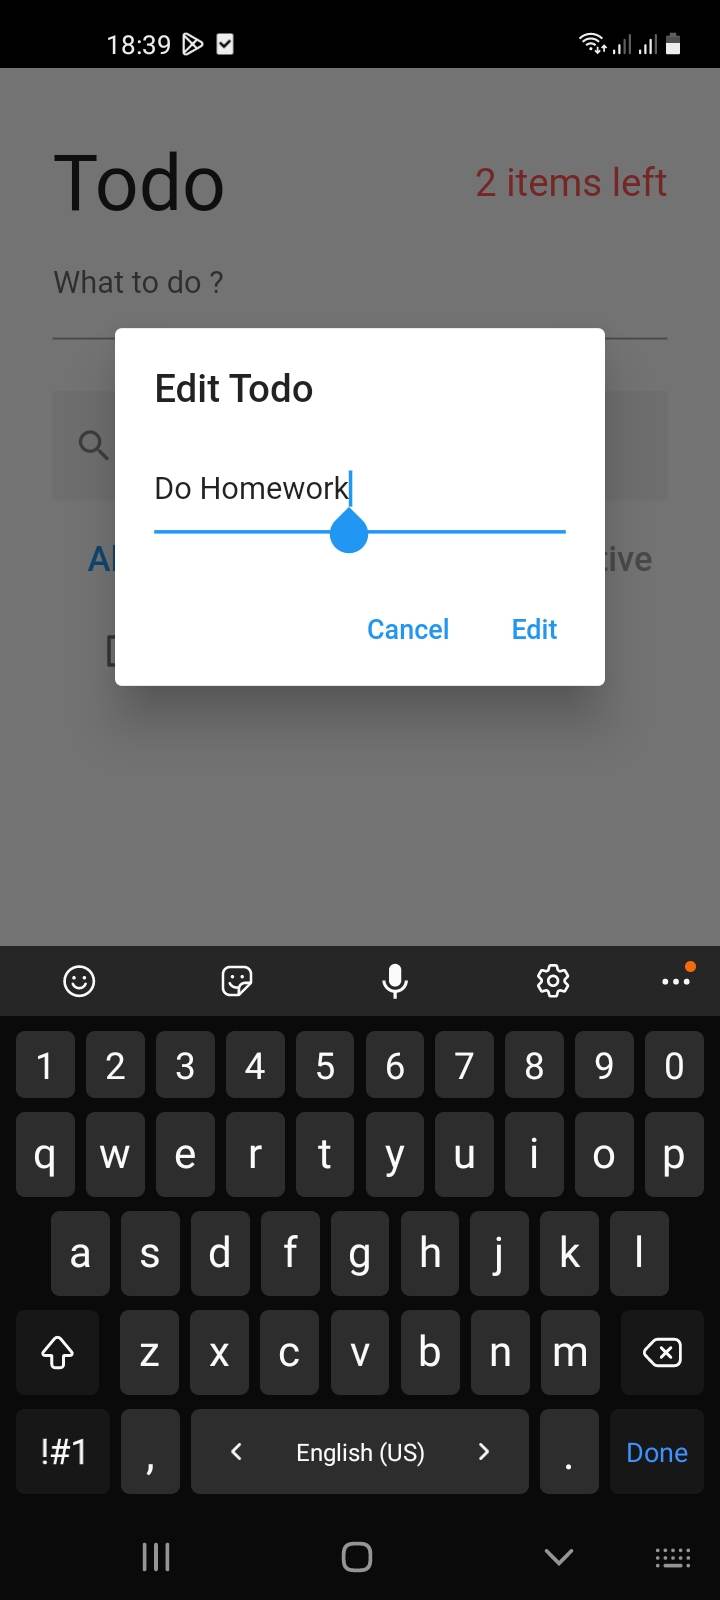 18:39
Todo
2 items left
What to do ?
Edit Todo
Do Homework
Cancel Edit
1 2 3 4 5 6 7 8 9 0
q w e r t y u i o p
a s d f g h j k l
z x c v b n m
!#1 , English (US) . Done